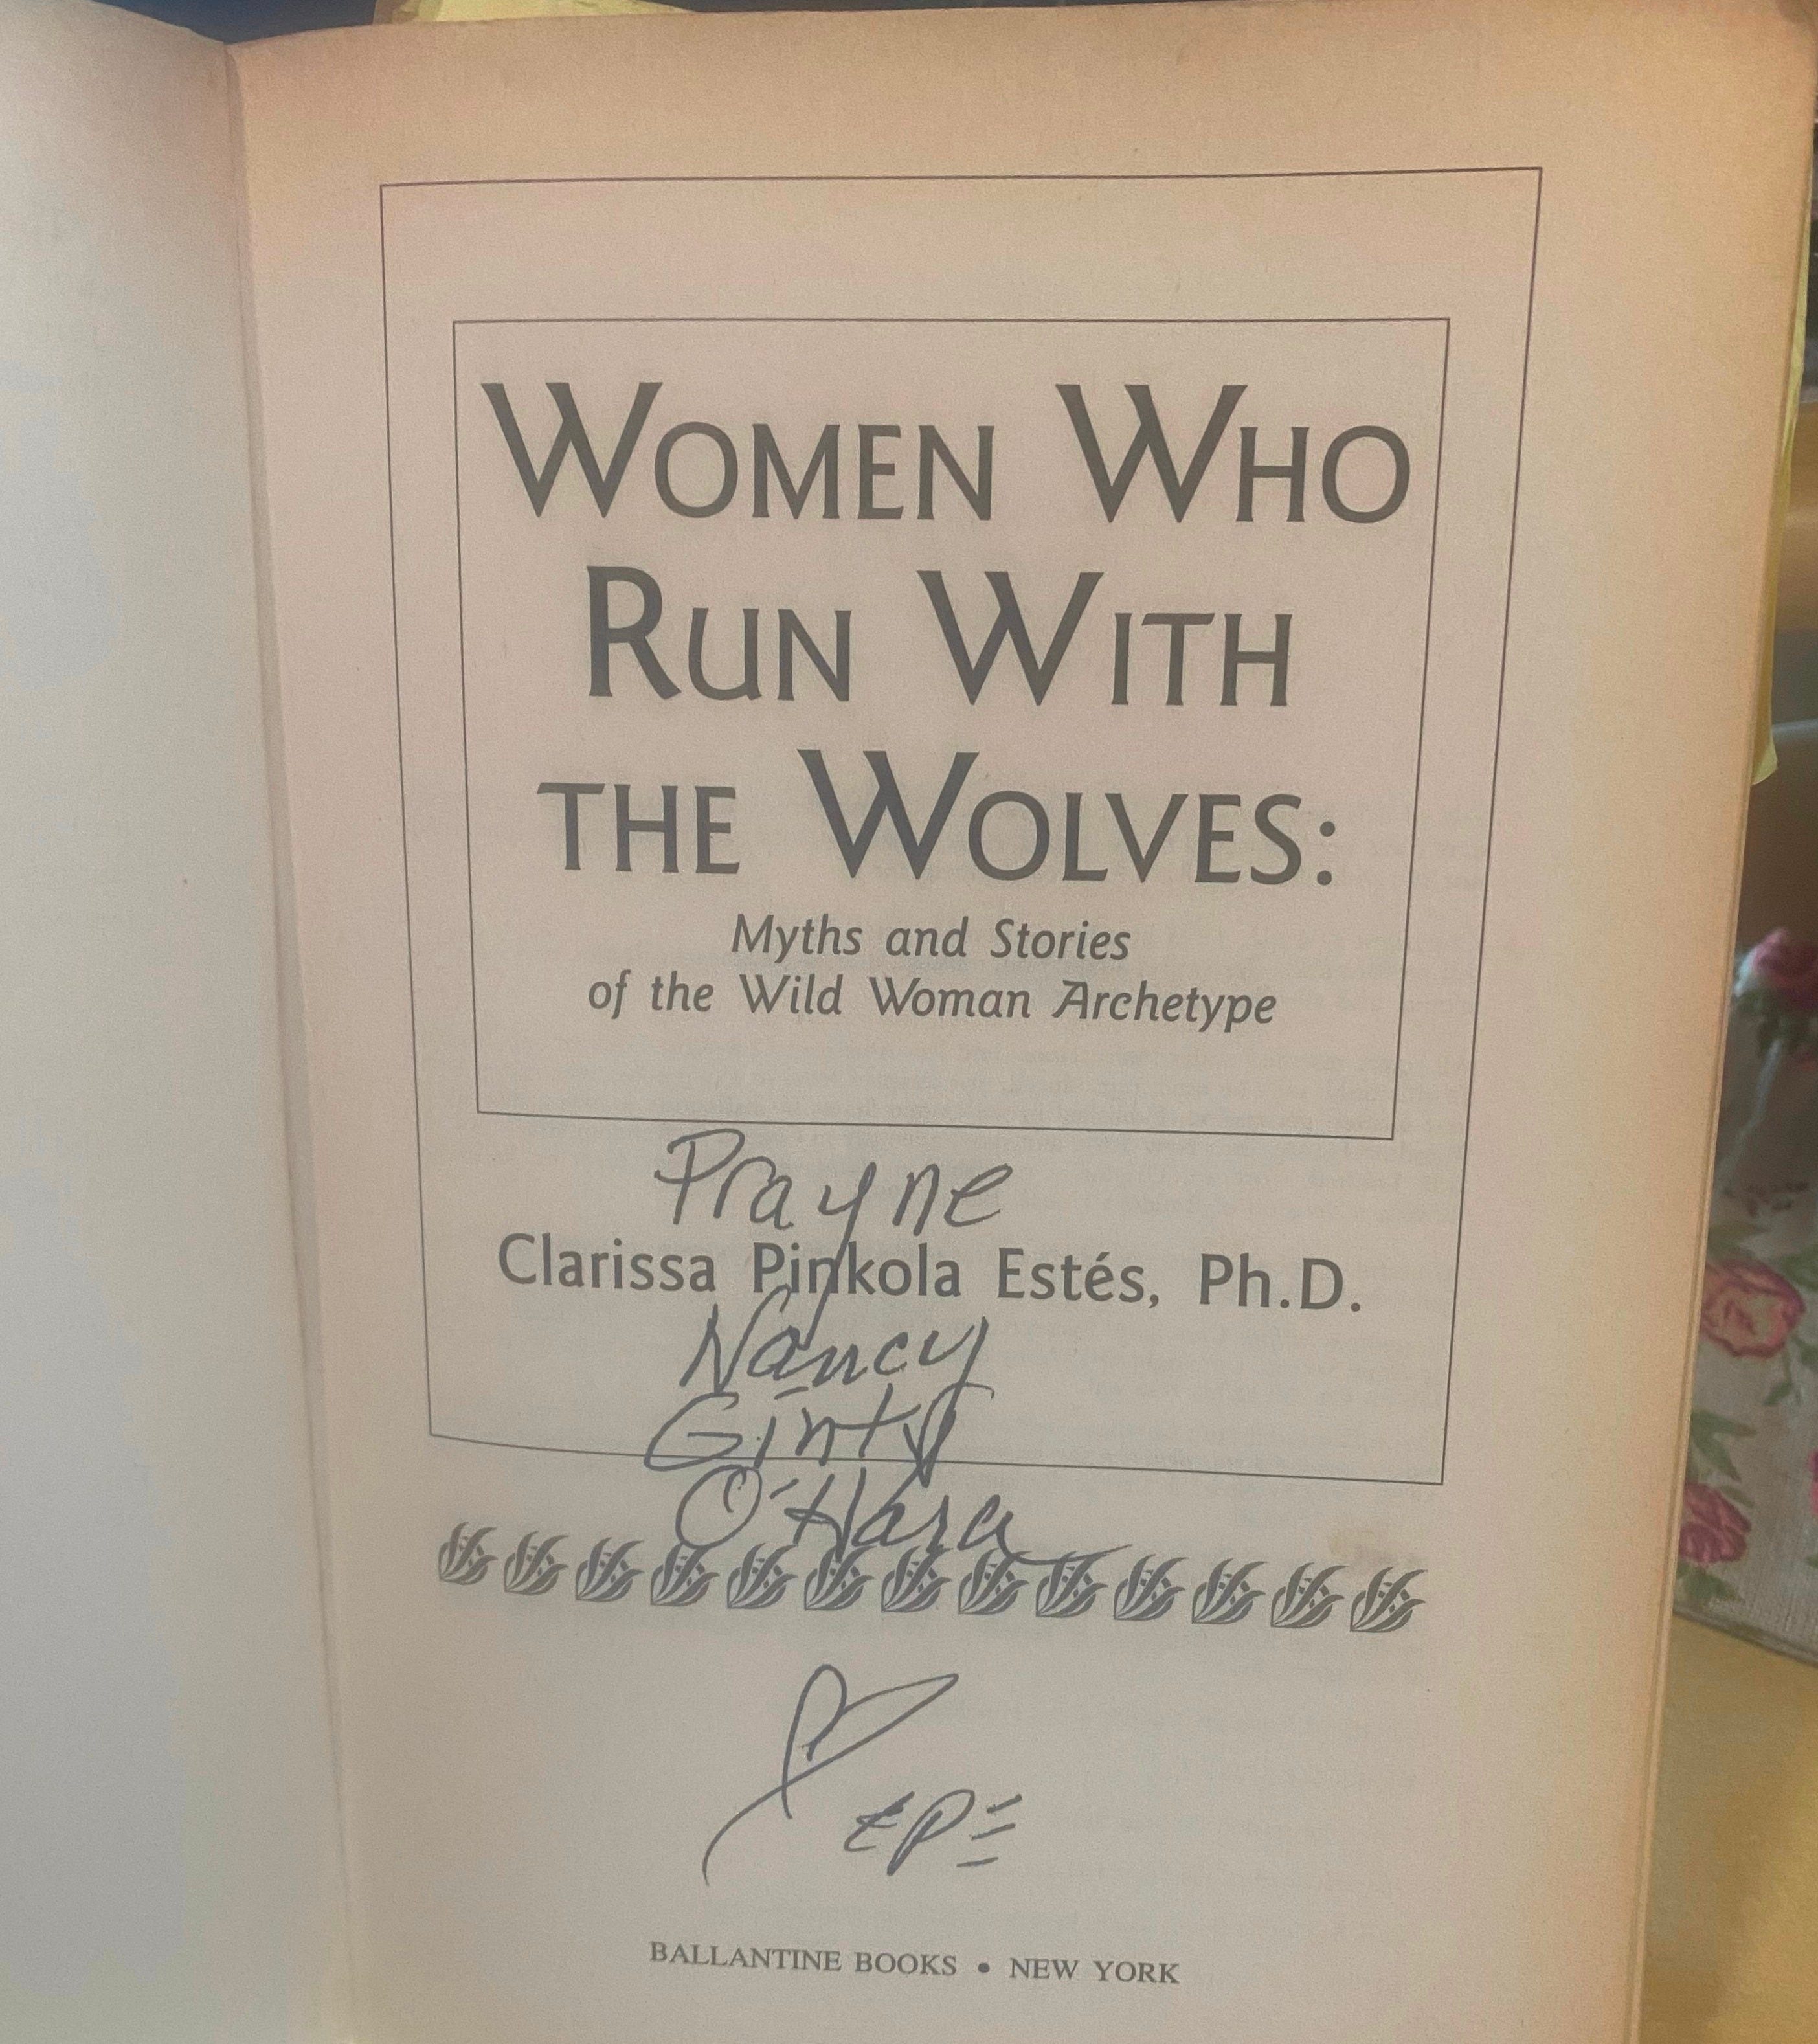 WOMEN WHO
RUN WITH
THE WOLVES:
Myths and Stories
of the Wild Woman Archetype
Prayne
Clarissa Pinkola Estés, Ph.D.
Nancy
Ginty
O'Hara
BALLANTINE BOOKS • NEW YORK